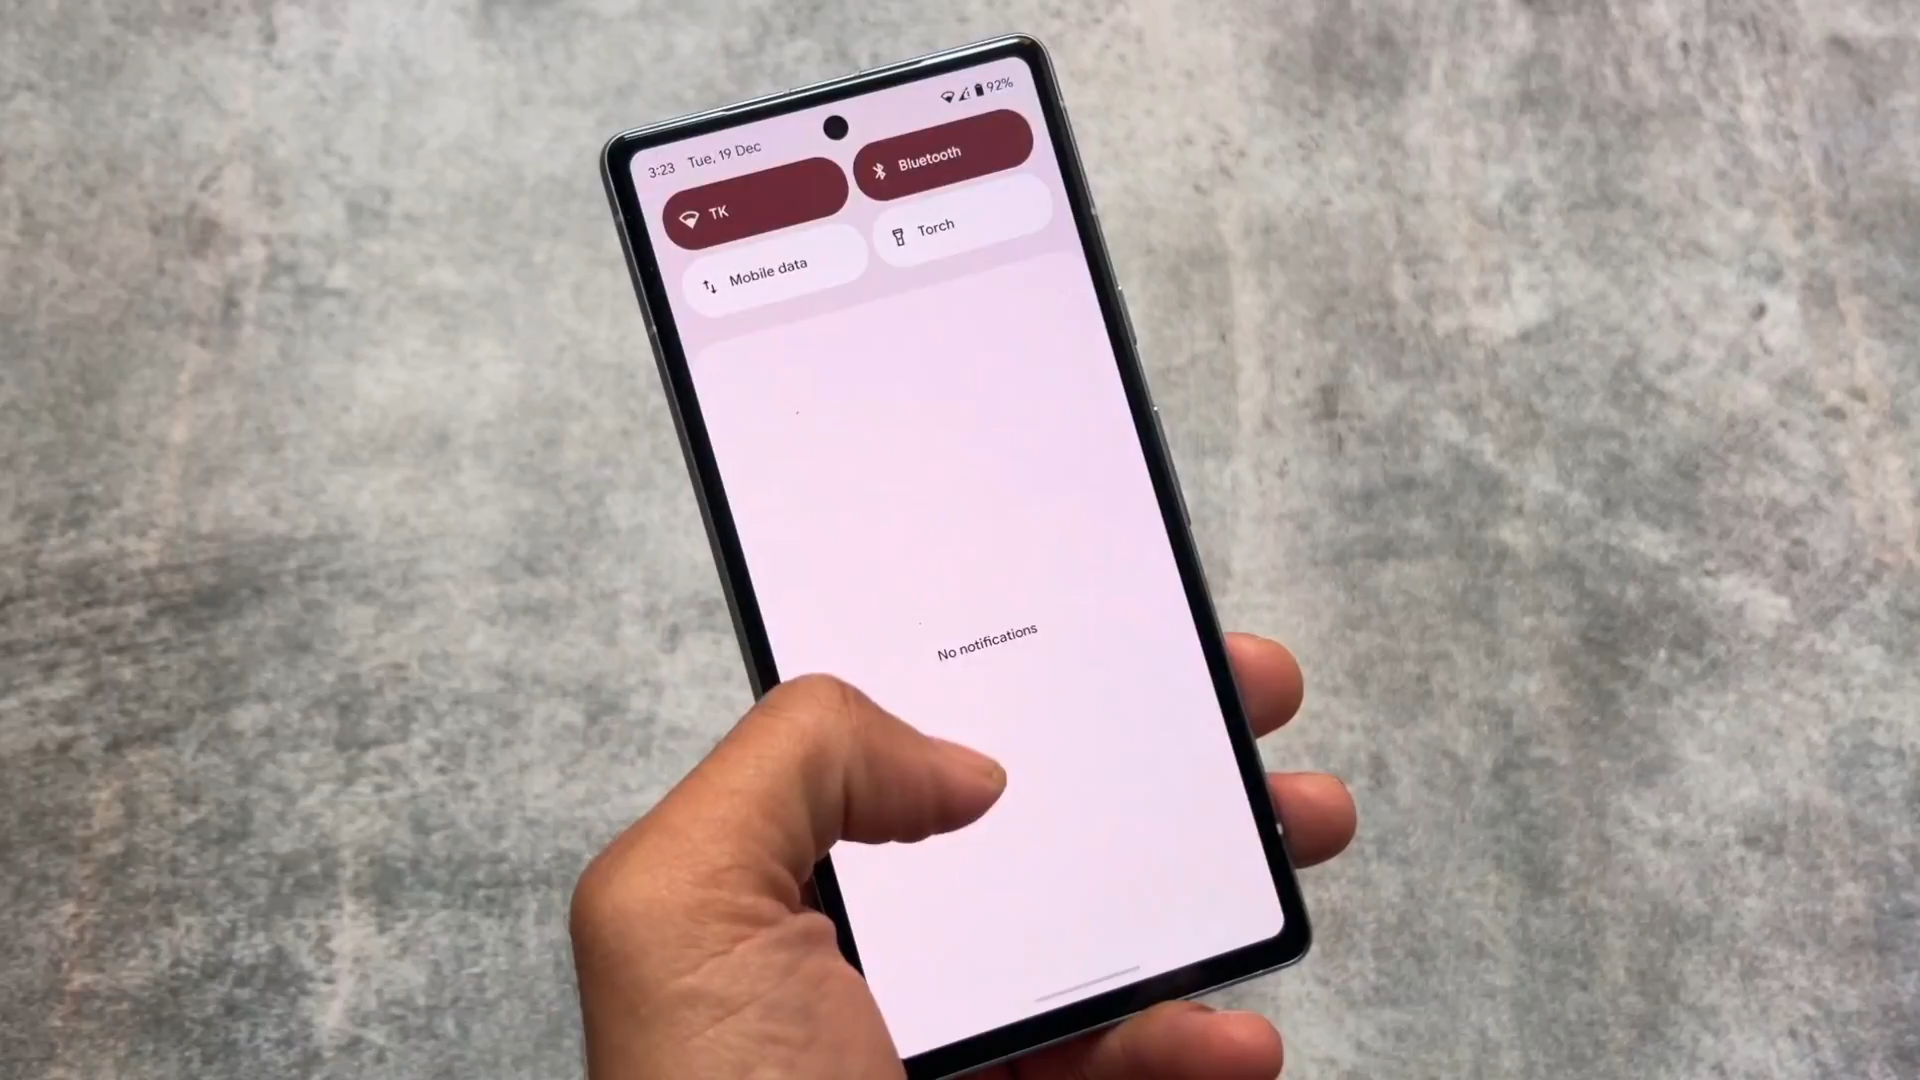 3:23 Tue, 19 Dec 92%
TK Bluetooth
Mobile data Torch
No notifications